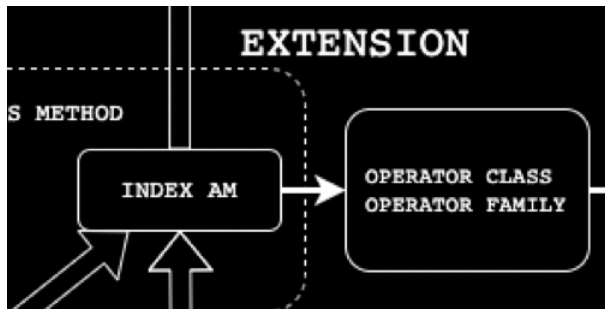 EXTENSION
S METHOD
INDEX AM
OPERATOR CLASS
OPERATOR FAMILY